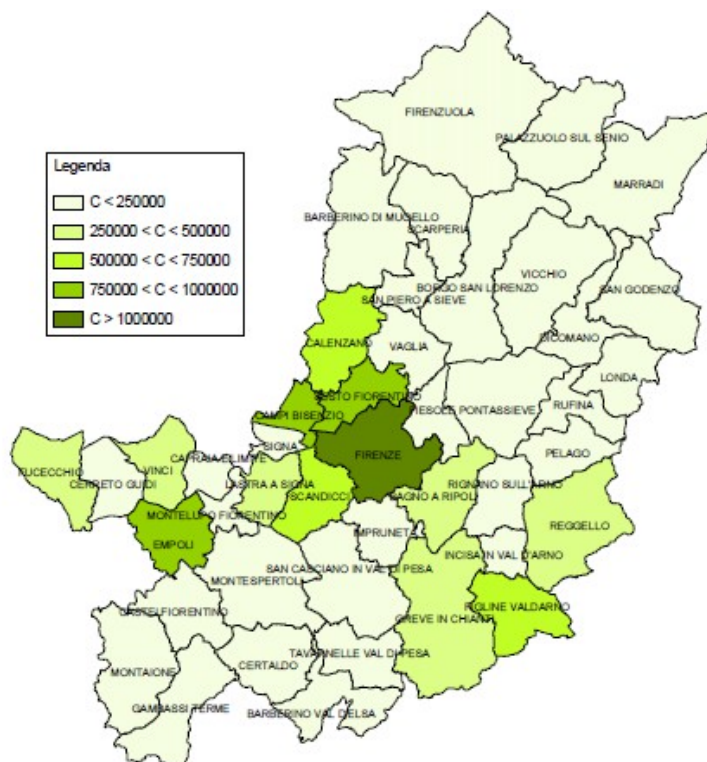 Legenda
C < 250000
250000 < C < 500000
500000 < C < 750000
750000 < C < 1000000
C > 1000000
FIRENZUOLA
PALAZZUOLO SUL SENIO
MARRADI
BARBERINO DI MUGELLO
SCARPERIA
BORGO SAN LORENZO
VICCHIO
SAN GODENZO
SAN PIERO A SIEVE
CALENZANO
VAGLIA
DICOMANO
LONDA
SESTO FIORENTINO
CAMPI BISENZIO
FIESOLE
PONTASSIEVE
RUFINA
SIGNA
FIRENZE
PELAGO
FUCECCHIO
CERRETO GUIDI
VINCI
CAPRAIA E LIMITE
LASTRA A SIGNA
SCANDICCI
BAGNO A RIPOLI
RIGNANO SULL'ARNO
REGGELLO
MONTELUPO FIORENTINO
EMPOLI
IMPRUNETA
INCISA IN VAL D'ARNO
SAN CASCIANO IN VAL DI PESA
MONTESPERTOLI
CASTELFIORENTINO
GREVE IN CHIANTI
FIGLINE VALDARNO
MONTAIONE
CERTALDO
TAVARNELLE VAL DI PESA
GAMBASSI TERME
BARBERINO VAL D'ELSA